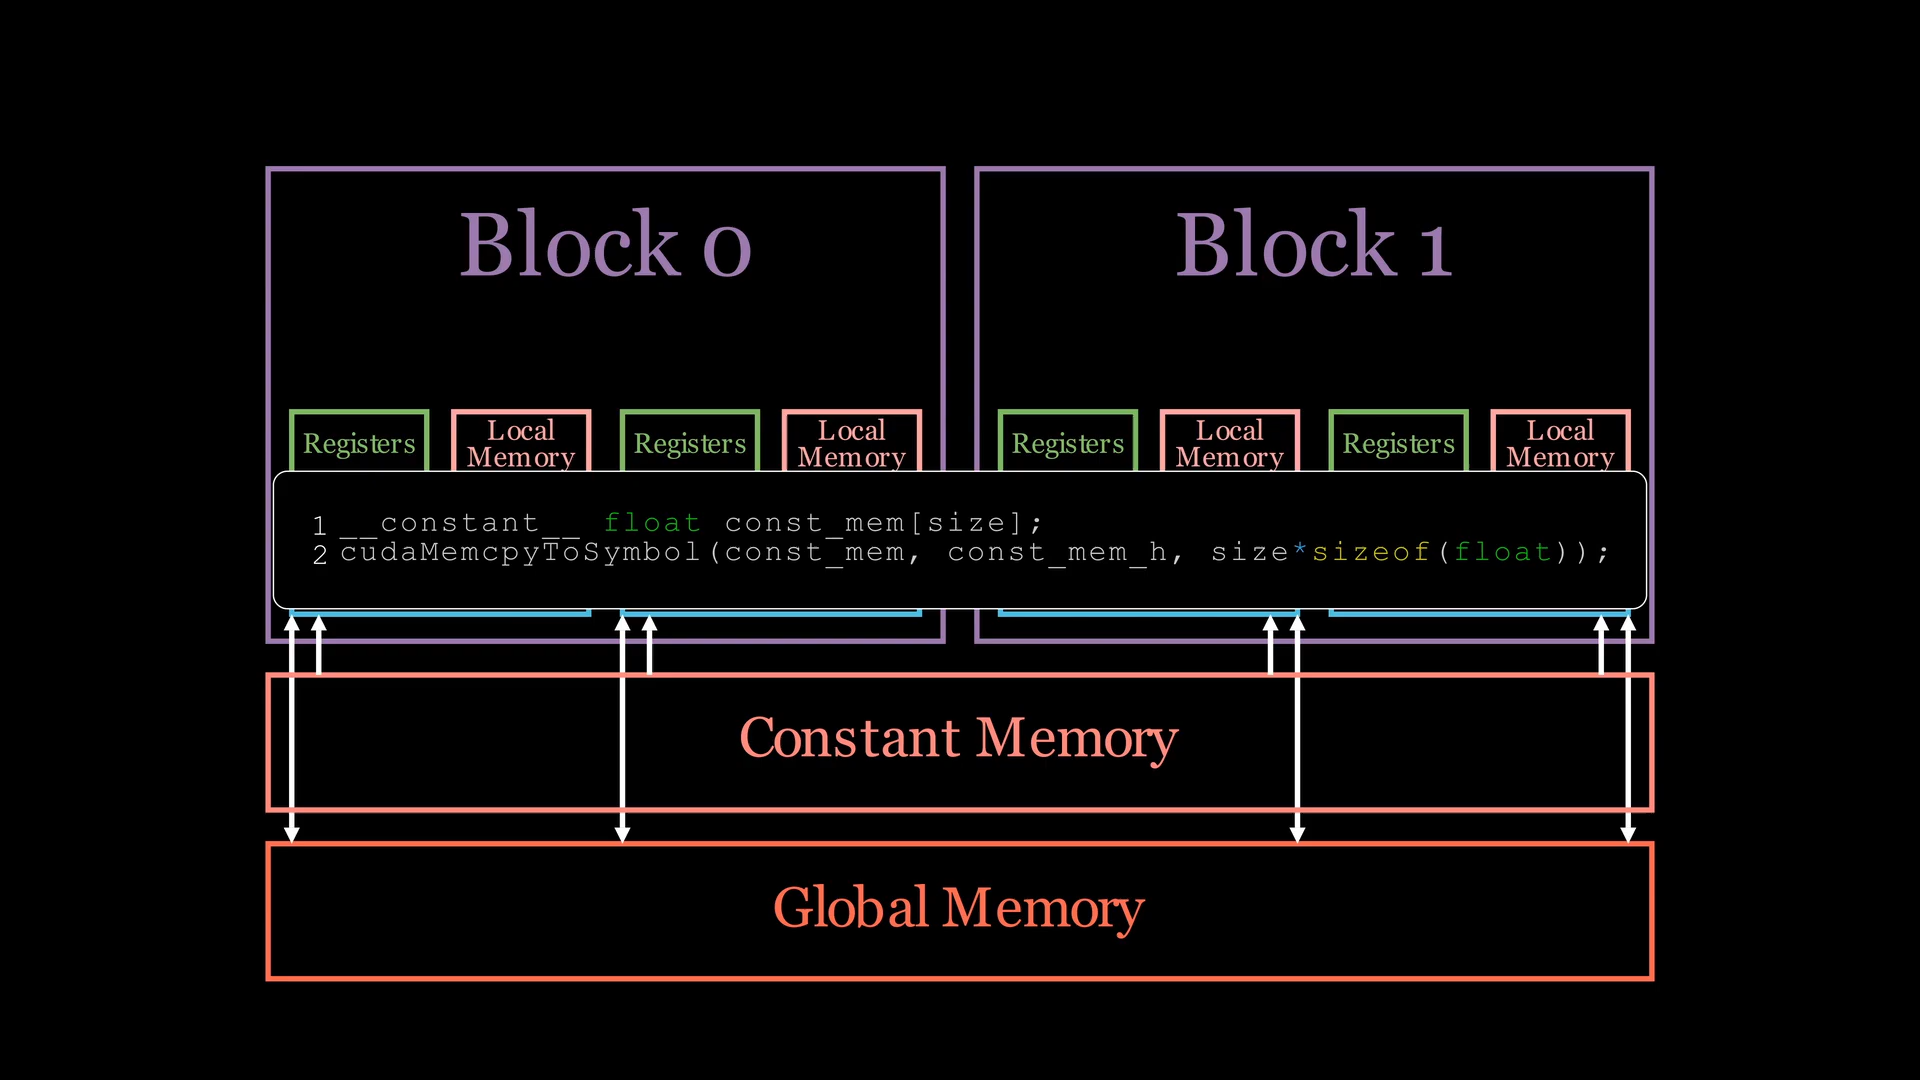 Block 0
Block 1
Registers
Local
Memory
Registers
Local
Memory
Registers
Local
Memory
Registers
Local
Memory
1 __constant__ float const_mem[size];
2 cudaMemcpyToSymbol(const_mem, const_mem_h, size*sizeof(float));
Constant Memory
Global Memory